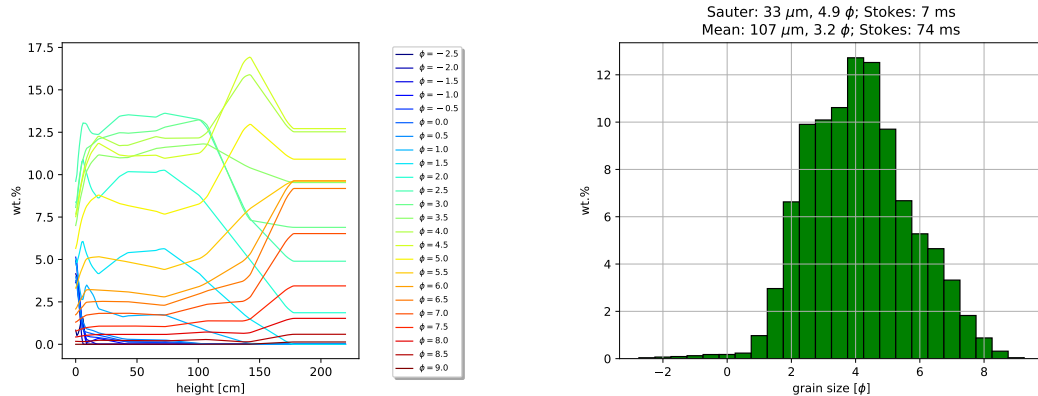 17.5
15.0
12.5
10.0
7.5
5.0
2.5
0.0
wt.%
0
50
100
150
200
height [cm]
ϕ = −2.5
ϕ = −2.0
ϕ = −1.5
ϕ = −1.0
ϕ = −0.5
ϕ = 0.0
ϕ = 0.5
ϕ = 1.0
ϕ = 1.5
ϕ = 2.0
ϕ = 2.5
ϕ = 3.0
ϕ = 3.5
ϕ = 4.0
ϕ = 4.5
ϕ = 5.0
ϕ = 5.5
ϕ = 6.0
ϕ = 6.5
ϕ = 7.0
ϕ = 7.5
ϕ = 8.0
ϕ = 8.5
ϕ = 9.0
Sauter: 33 μm, 4.9 ϕ; Stokes: 7 ms
Mean: 107 μm, 3.2 ϕ; Stokes: 74 ms
12
10
8
6
4
2
0
wt.%
−2
0
2
4
6
8
grain size [ϕ]